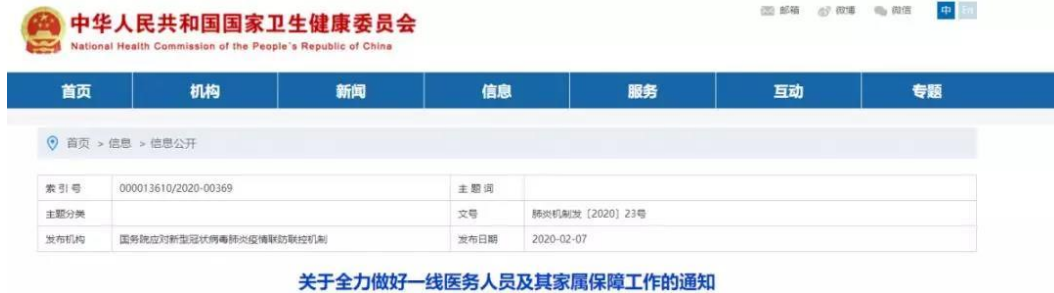 中华人民共和国国家卫生健康委员会
National Health Commission of the People's Republic of China
邮箱 微博 微信 中 En
首页 机构 新闻 信息 服务 互动 专题
首页 > 信息 > 信息公开
索引号 000013610/2020-00369 主题词
主题分类 文号 肺炎机制发〔2020〕23号
发布机构 国务院应对新型冠状病毒肺炎疫情联防联控机制 发布日期 2020-02-07
关于全力做好一线医务人员及其家属保障工作的通知